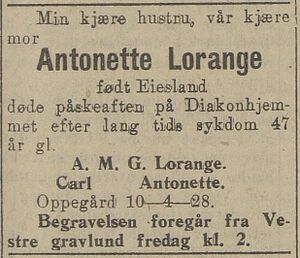 Min kjære hustru, vår kjære
mor
Antonette Lorange
født Eiesland
døde påskeaften på Diakonhjem-
met efter lang tids sykdom 47
år gl.
A. M. G. Lorange.
Carl Antonette.
Oppegård 10—4—28.
Begravelsen foregår fra Ve-
stre gravlund fredag kl. 2.